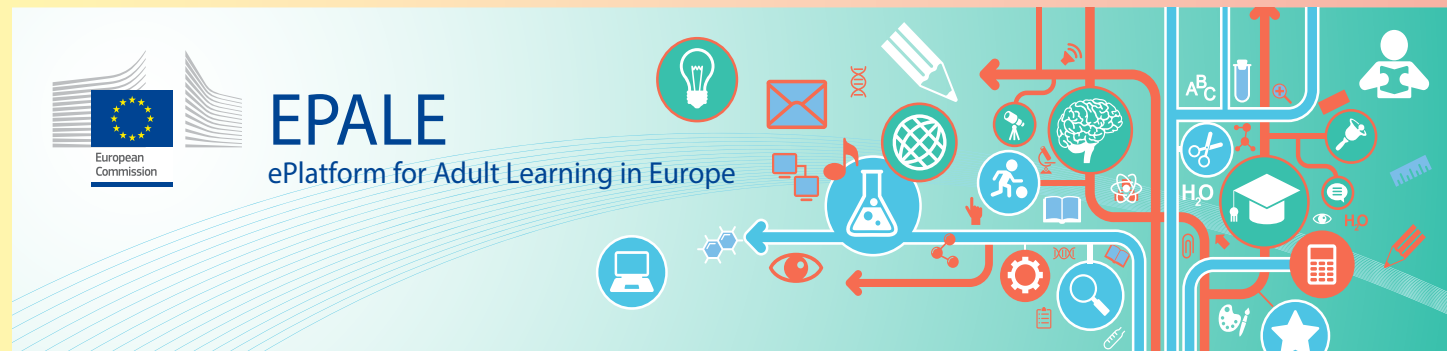 European
Commission
EPALE
ePlatform for Adult Learning in Europe
ABC
H2O
H2O